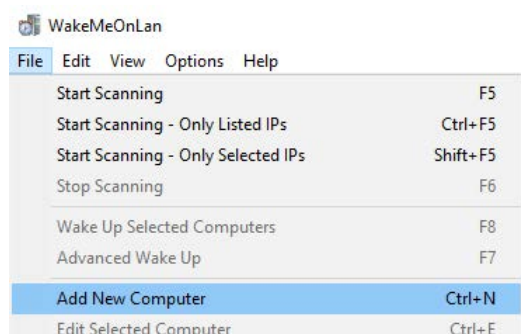 WakeMeOnLan
File Edit View Options Help
Start Scanning F5
Start Scanning - Only Listed IPs Ctrl+F5
Start Scanning - Only Selected IPs Shift+F5
Stop Scanning F6
Wake Up Selected Computers F8
Advanced Wake Up F7
Add New Computer Ctrl+N
Edit Selected Computer Ctrl+E